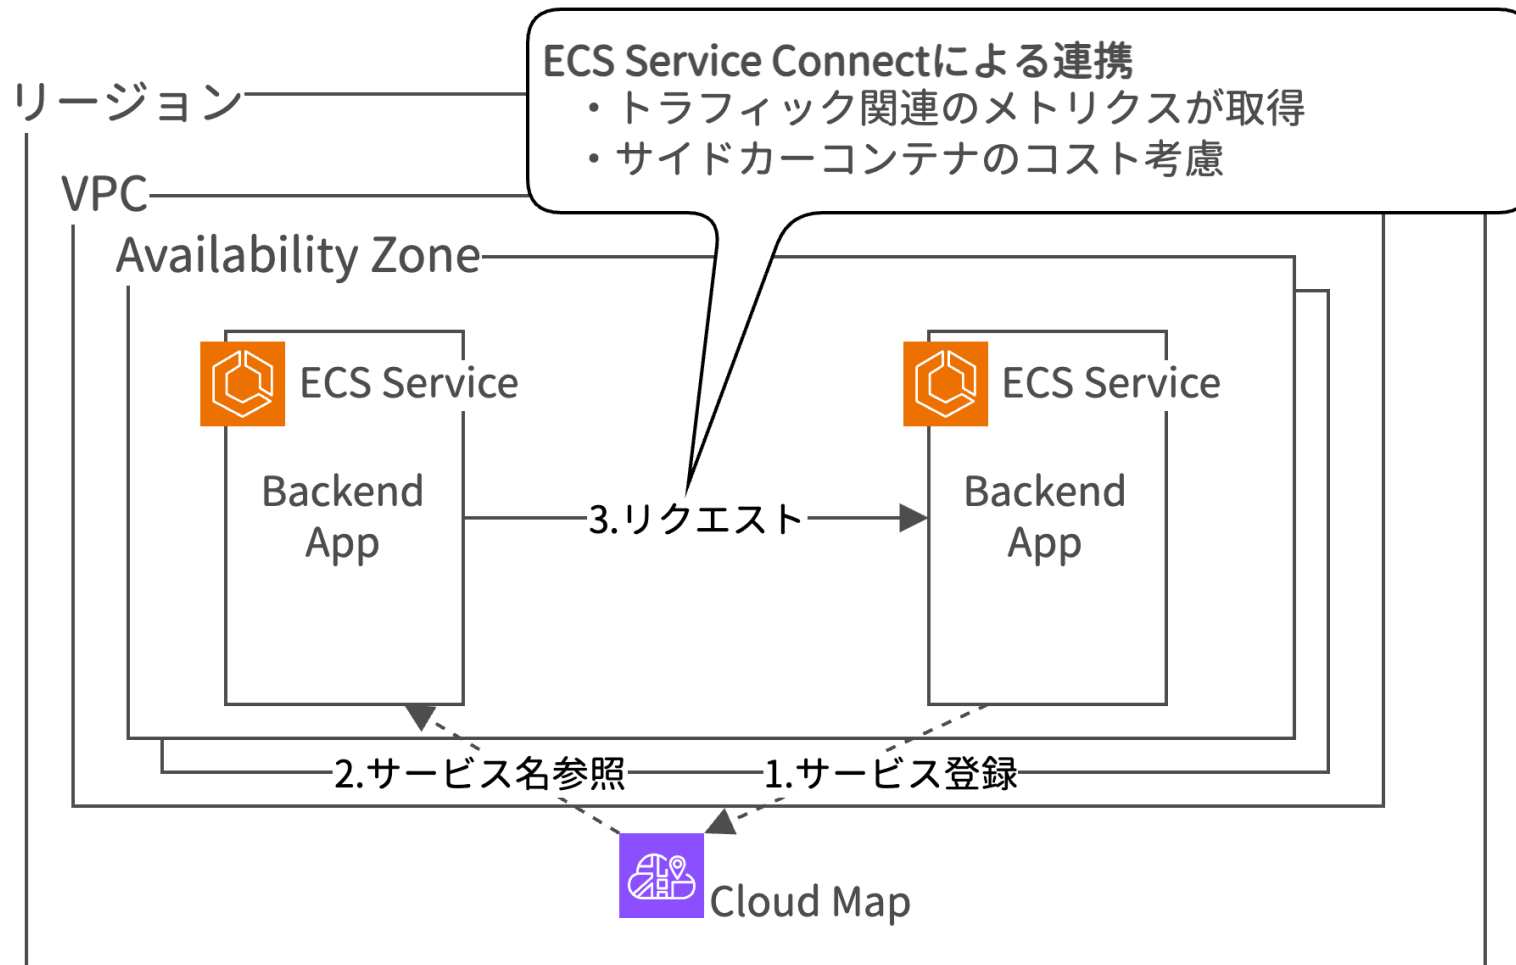 ECS Service Connectによる連携
・トラフィック関連のメトリクスが取得
・サイドカーコンテナのコスト考慮
リージョン
VPC
Availability Zone
ECS Service
Backend
App
3.リクエスト
ECS Service
Backend
App
2.サービス名参照
1.サービス登録
Cloud Map